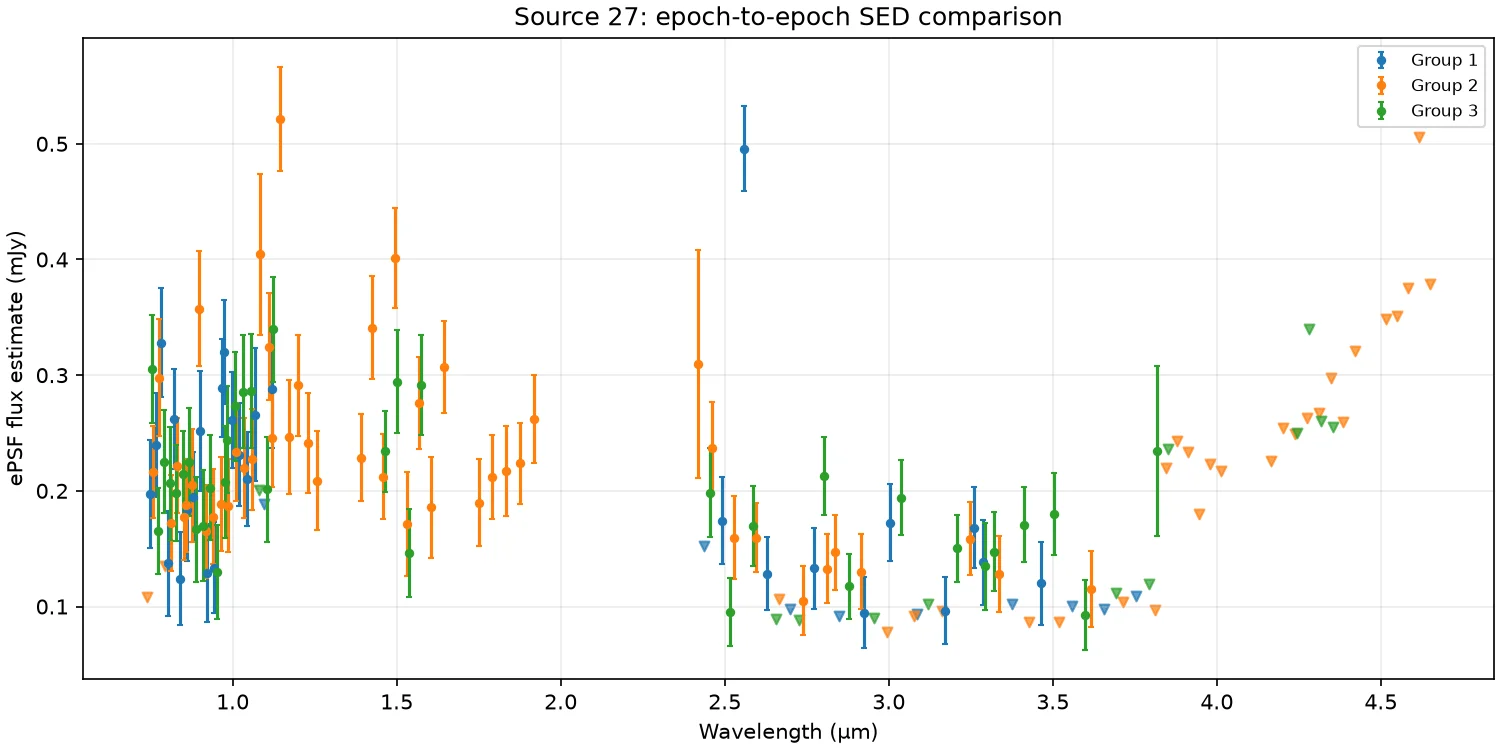 Source 27: epoch-to-epoch SED comparison
ePSF flux estimate (mJy)
0.5
0.4
0.3
0.2
0.1
Group 1
Group 2
Group 3
1.0 1.5 2.0 2.5 3.0 3.5 4.0 4.5
Wavelength (µm)